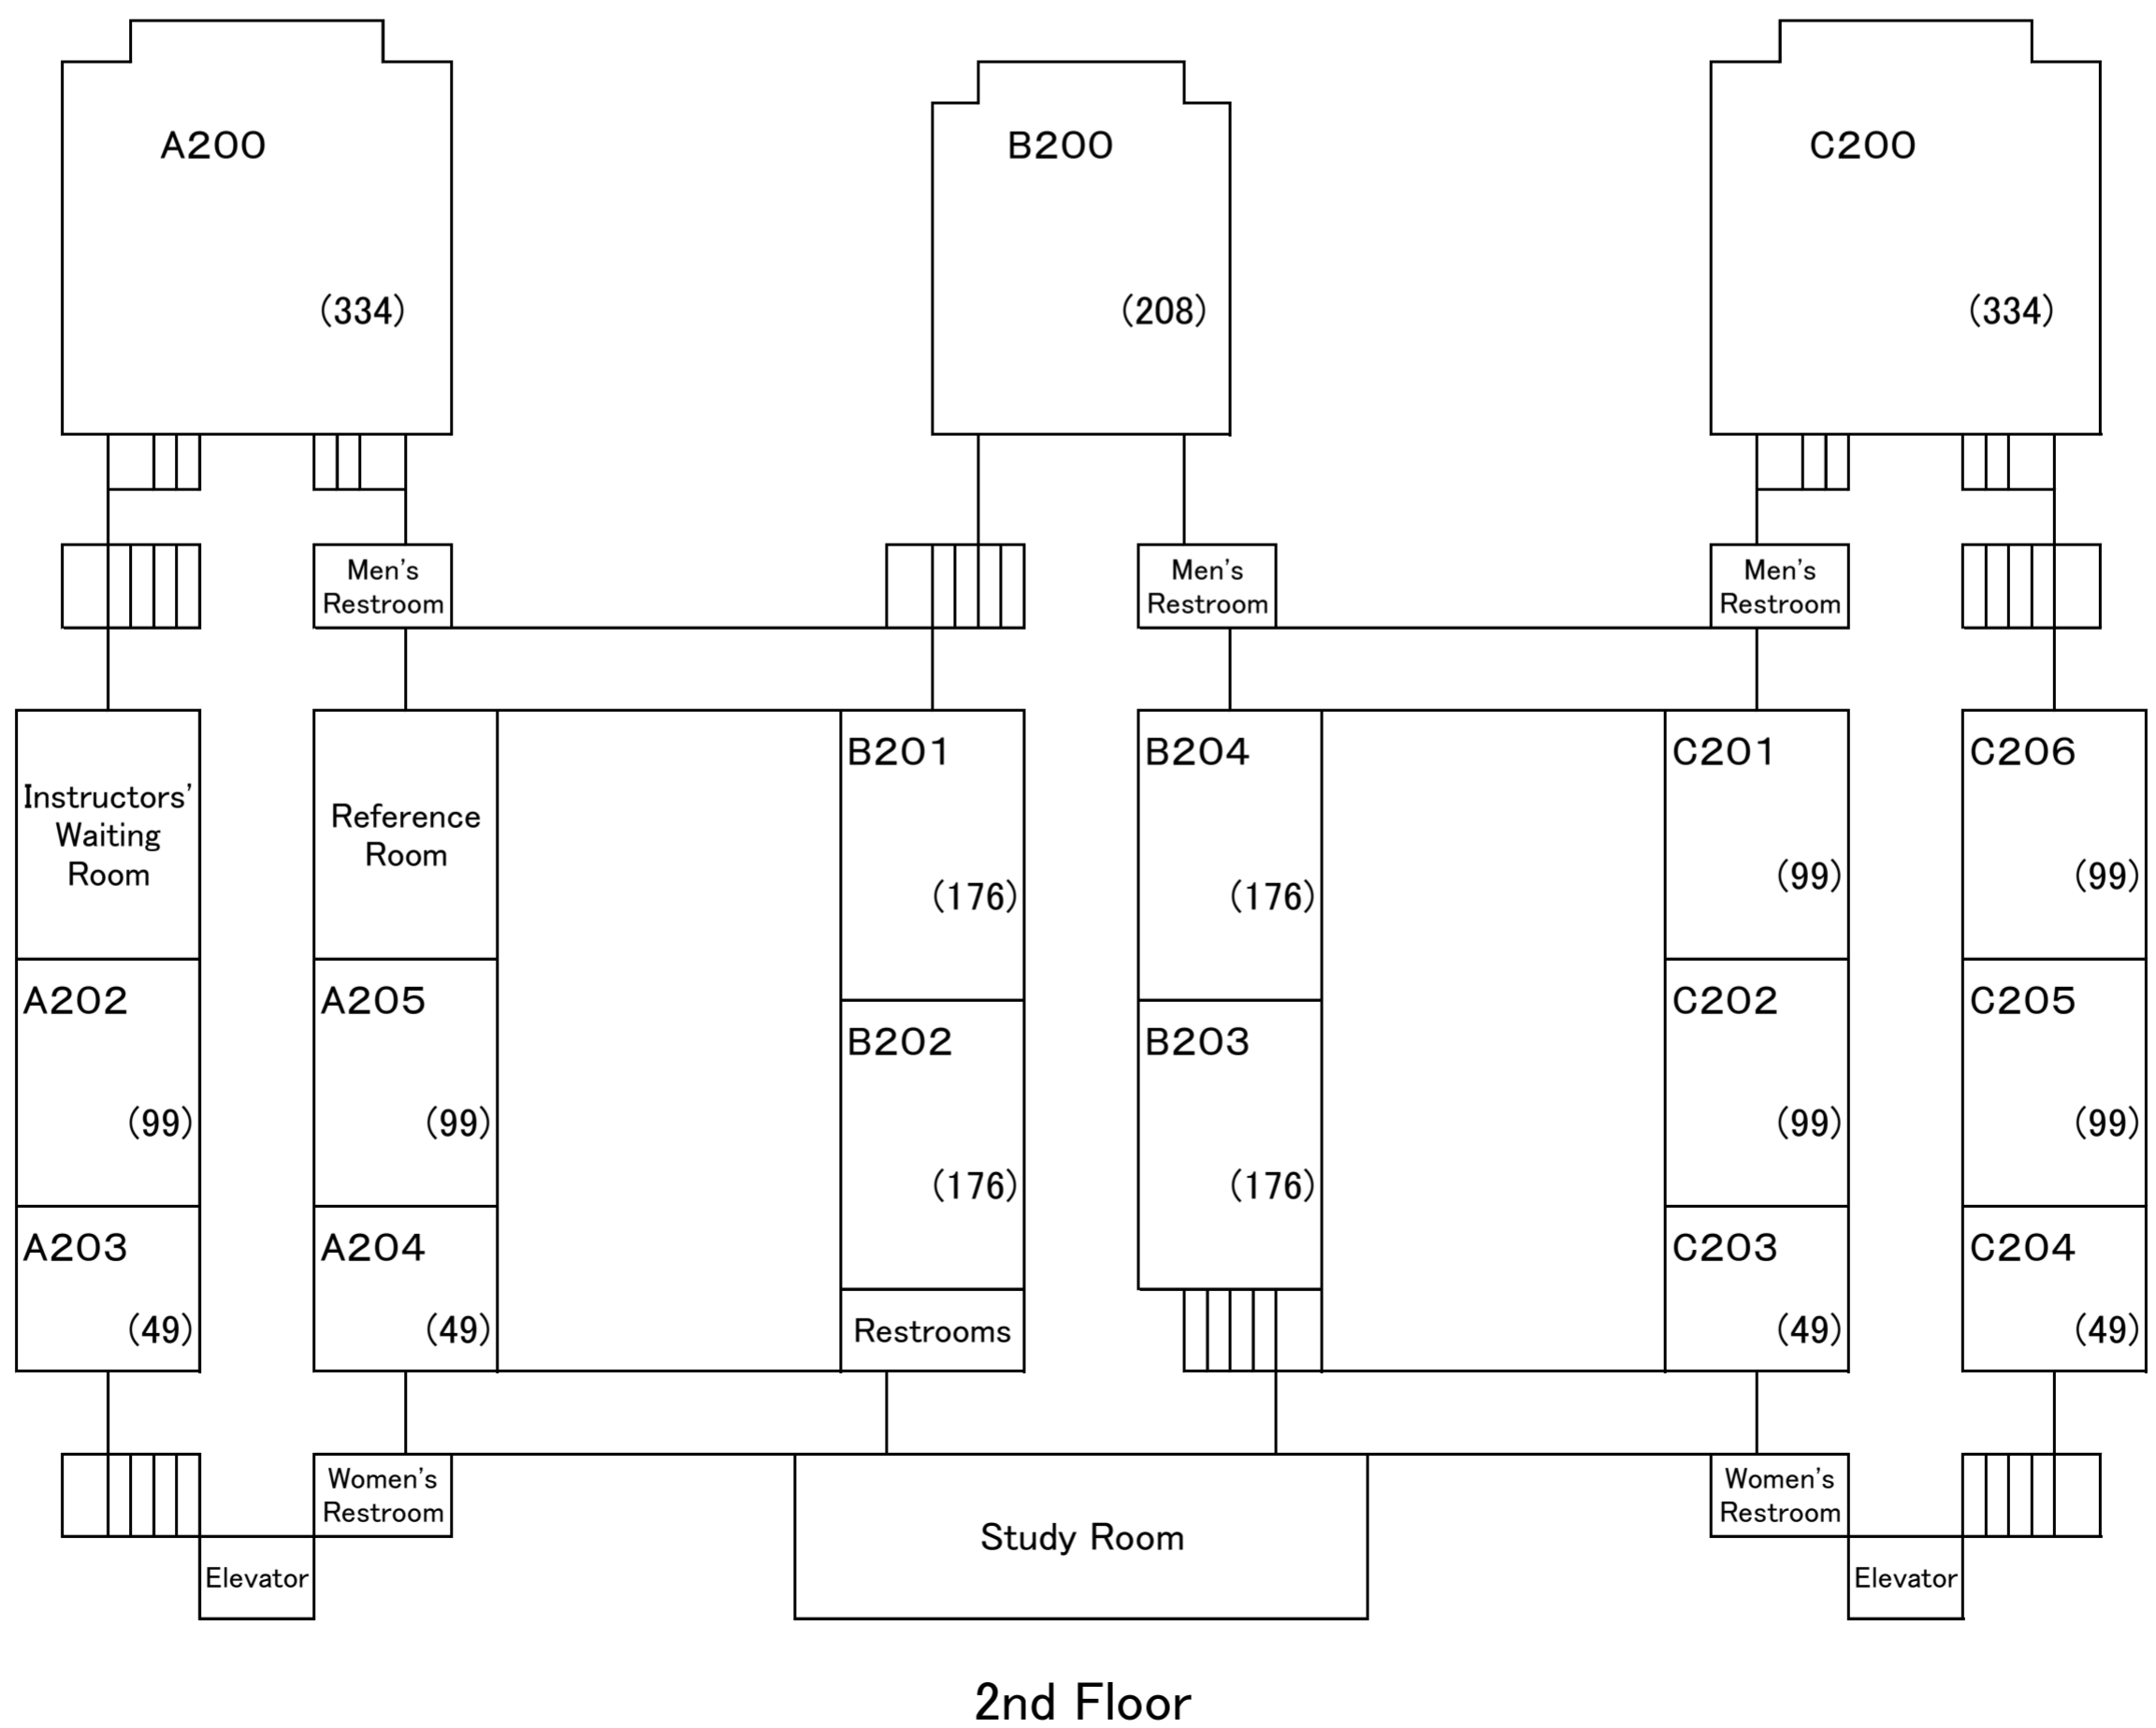 A200
B200
C200
(334)
(208)
(334)
Men's
Restroom
Men's
Restroom
Men's
Restroom
Instructors'
Waiting
Room
Reference
Room
B201
(176)
B204
(176)
C201
(99)
C206
(99)
A202
(99)
A205
(99)
B202
(176)
B203
(176)
C202
(99)
C205
(99)
A203
(49)
A204
(49)
Restrooms
C203
(49)
C204
(49)
Women's
Restroom
Women's
Restroom
Elevator
Study Room
Elevator
2nd Floor